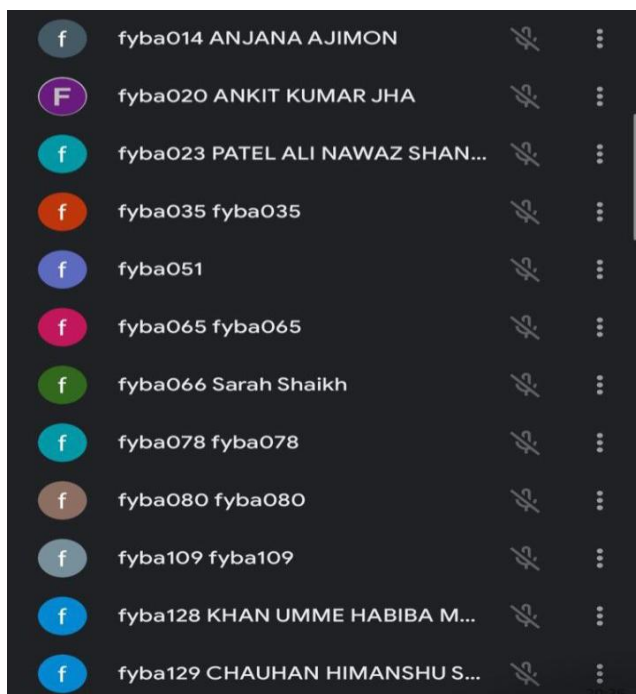 f fyba014 ANJANA AJIMON
F fyba020 ANKIT KUMAR JHA
f fyba023 PATEL ALI NAWAZ SHAN...
f fyba035 fyba035
f fyba051
f fyba065 fyba065
f fyba066 Sarah Shaikh
f fyba078 fyba078
f fyba080 fyba080
f fyba109 fyba109
f fyba128 KHAN UMME HABIBA M...
f fyba129 CHAUHAN HIMANSHU S...